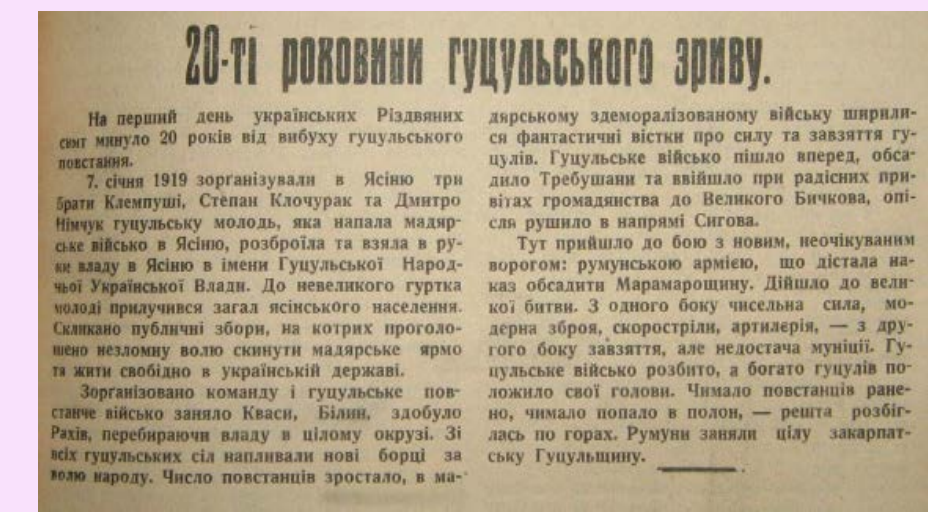 20-ті роковини гуцульського зриву.
На перший день українських Різдвяних
свят минуло 20 років від вибуху гуцульського
повстання.
7. січня 1919 зорганізували в Ясіню три
брати Клемпуші, Степан Клочурак та Дмитро
Німчук гуцульську молодь, яка напала мадяр-
ське військо в Ясіню, розброїла та взяла в ру-
ки владу в Ясіню в імени Гуцульської Народ-
ньої Української Влади. До невеликого гуртка
молоді прилучився загал ясінського населення.
Скликано публичні збори, на котрих проголо-
шено незломну волю скинути мадярське ярмо
та жити свобідно в українській державі.
Зорганізовано команду і гуцульське пов-
станче військо заняло Кваси, Білин, здобуло
Рахів, перебираючи владу в цілому окрузі. Зі
всіх гуцульських сіл напливали нові борці за
волю народу. Число повстанців зростало, в ма-
дярському здеморалізованому війську ширили-
ся фантастичні вістки про силу та завзяття гу-
цулів. Гуцульське військо пішло вперед, обса-
дило Требушани та ввійшло при радісних при-
вітах громадянства до Великого Бичкова, опі-
сля рушило в напрямі Сигова.
Тут прийшло до бою з новим, неочікуваним
ворогом: румунською армією, що дістала на-
каз обсадити Марамарощину. Дійшло до вели-
кої битви. З одного боку чисельна сила, мо-
дерна зброя, скоростріли, артилєрія, — з дру-
гого боку завзяття, але недостача муніції. Гу-
цульське військо розбито, а богато гуцулів по-
ложило свої голови. Чимало повстанців ране-
но, чимало попало в полон, — решта розбіг-
лась по горах. Румуни заняли цілу закарпат-
ську Гуцульщину.